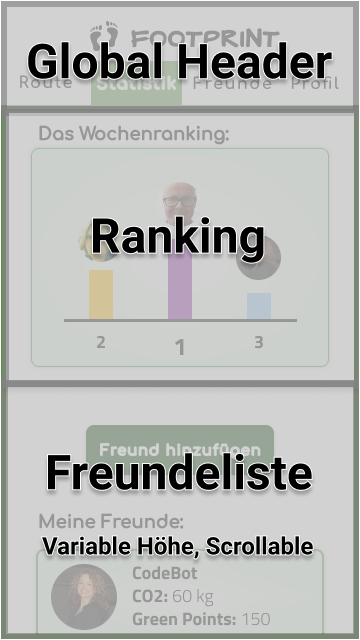 FOOTPRINT
Global Header
Route Statistik Freunde Profil
Das Wochenranking:
Ranking
2 1 3
Freund hinzufügen
Freundeliste
Meine Freunde:
Variable Höhe, Scrollable
CodeBot
CO2: 60 kg
Green Points: 150